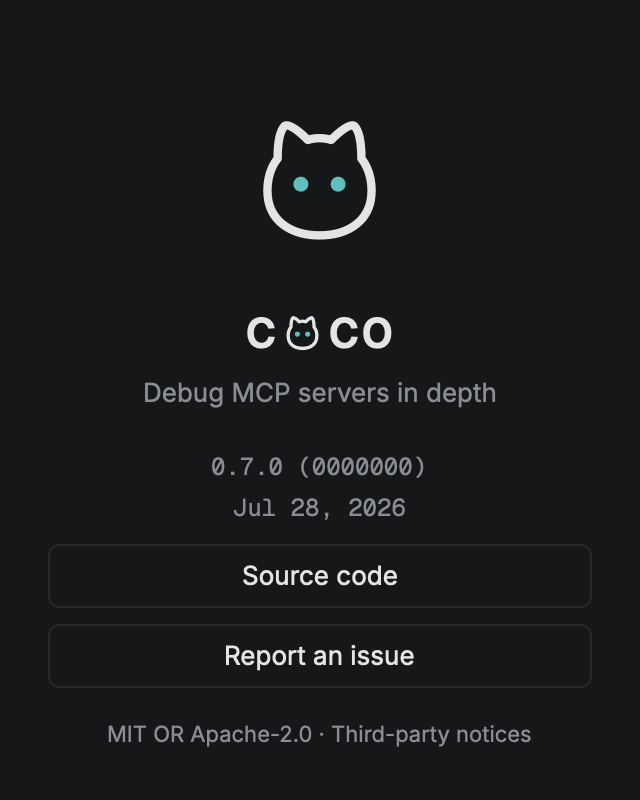 C CO
Debug MCP servers in depth
0.7.0 (0000000)
Jul 28, 2026
Source code
Report an issue
MIT OR Apache-2.0 · Third-party notices